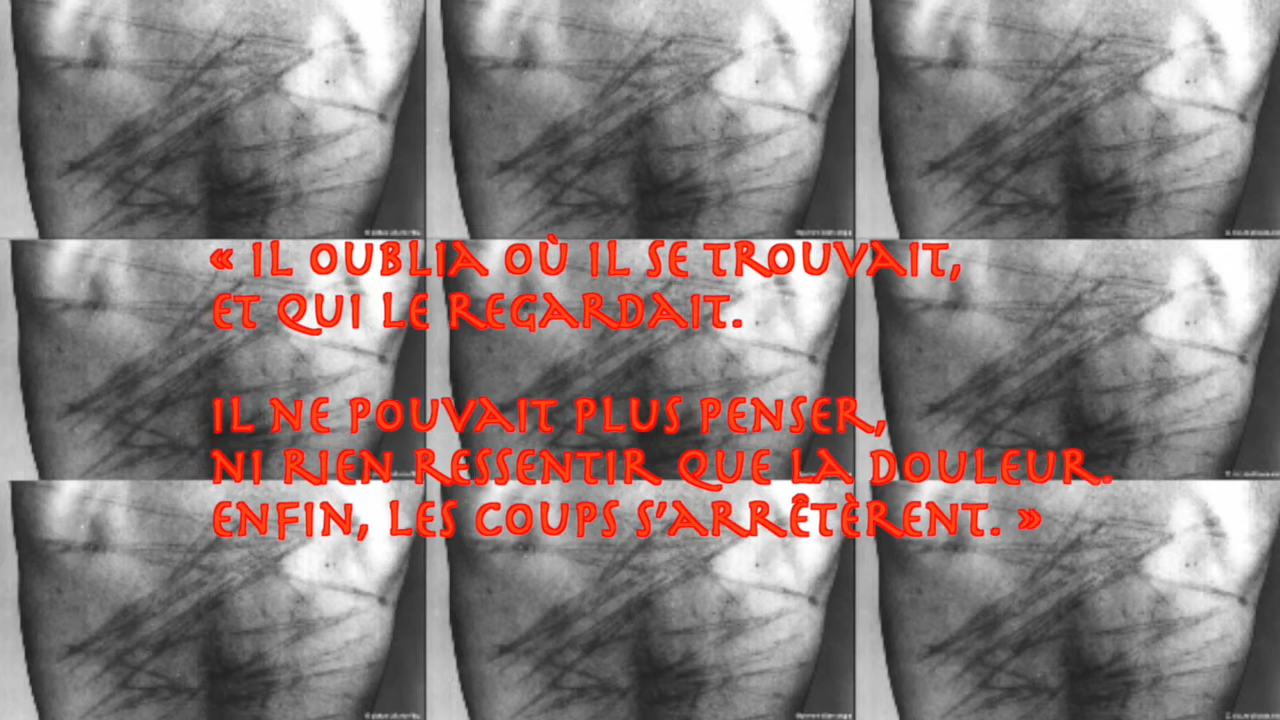 « IL OUBLIA OÙ IL SE TROUVAIT,
ET QUI LE REGARDAIT.
IL NE POUVAIT PLUS PENSER,
NI RIEN RESSENTIR QUE LA DOULEUR.
ENFIN, LES COUPS S’ARRÊTÈRENT. »